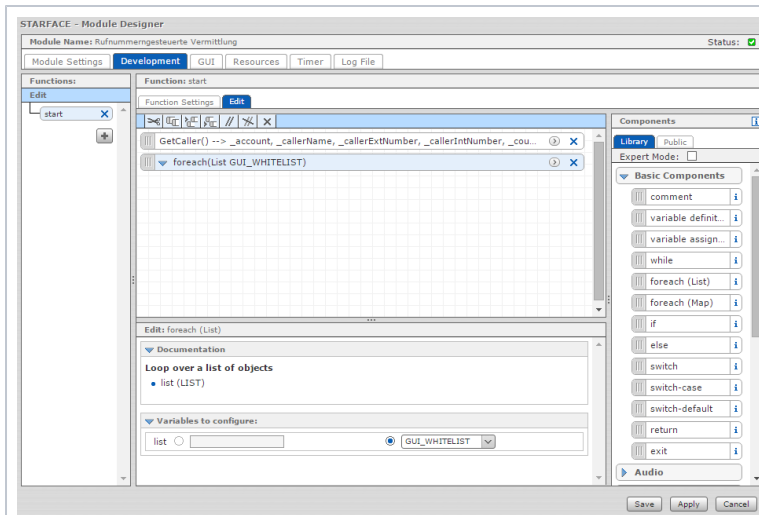 STARFACE - Module Designer
Module Name: Rufnummerngesteuerte Vermittlung
Status:
Module Settings
Development
GUI
Resources
Timer
Log File
Functions:
Edit
start
Function: start
Function Settings
Edit
GetCaller() --> _account, _callerName, _callerExtNumber, _callerIntNumber, _cou...
foreach(List GUI_WHITELIST)
Edit: foreach (List)
Documentation
Loop over a list of objects
• list (LIST)
Variables to configure:
list
GUI_WHITELIST
Components
Library
Public
Expert Mode:
Basic Components
comment
variable definit...
variable assign...
while
foreach (List)
foreach (Map)
if
else
switch
switch-case
switch-default
return
exit
Audio
Save
Apply
Cancel